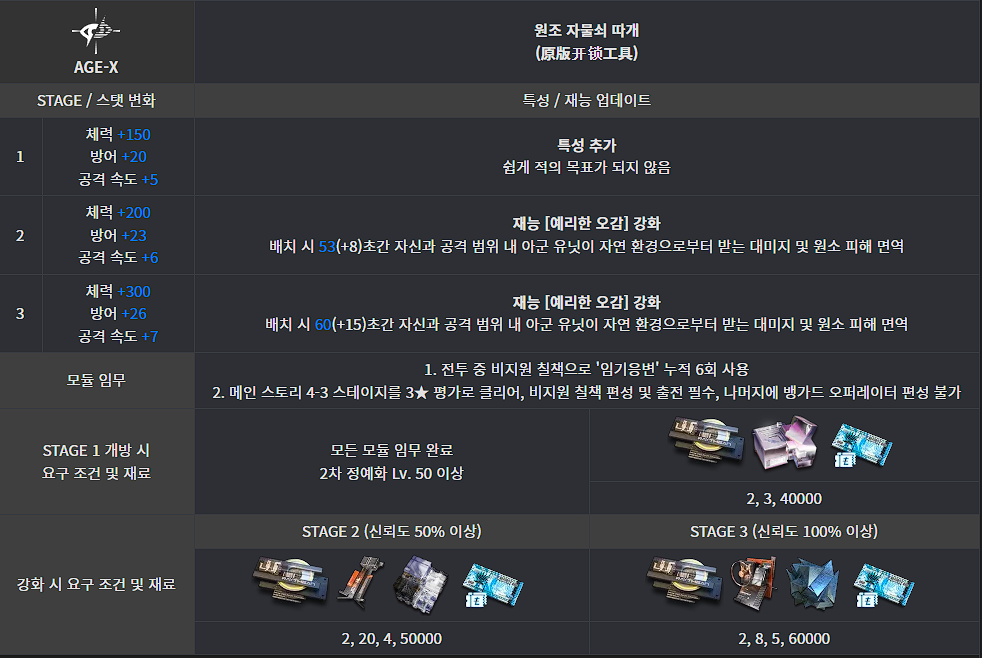 AGE-X
원조 자물쇠 따개
(原版开锁工具)
STAGE / 스탯 변화
특성 / 재능 업데이트
1
체력 +150
방어 +20
공격 속도 +5
특성 추가
쉽게 적의 목표가 되지 않음
2
체력 +200
방어 +23
공격 속도 +6
재능 [예리한 오감] 강화
배치 시 53(+8)초간 자신과 공격 범위 내 아군 유닛이 자연 환경으로부터 받는 대미지 및 원소 피해 면역
3
체력 +300
방어 +26
공격 속도 +7
재능 [예리한 오감] 강화
배치 시 60(+15)초간 자신과 공격 범위 내 아군 유닛이 자연 환경으로부터 받는 대미지 및 원소 피해 면역
모듈 임무
1. 전투 중 비지원 칠책으로 '임기응변' 누적 6회 사용
2. 메인 스토리 4-3 스테이지를 3★ 평가로 클리어, 비지원 칠책 편성 및 출전 필수, 나머지에 뱅가드 오퍼레이터 편성 불가
STAGE 1 개방 시
요구 조건 및 재료
모든 모듈 임무 완료
2차 정예화 Lv. 50 이상
2, 3, 40000
강화 시 요구 조건 및 재료
STAGE 2 (신뢰도 50% 이상)
STAGE 3 (신뢰도 100% 이상)
2, 20, 4, 50000
2, 8, 5, 60000